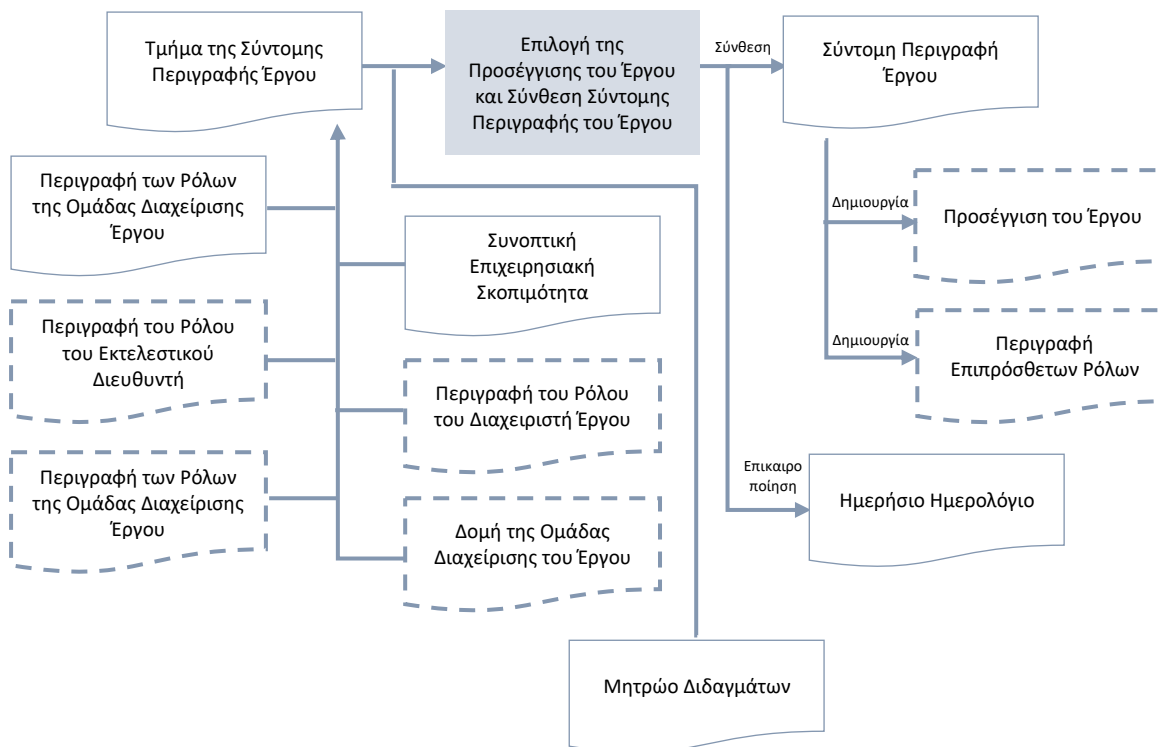 Τμήμα της Σύντομης
Περιγραφής Έργου
Επιλογή της
Προσέγγισης του Έργου
και Σύνθεση Σύντομης
Περιγραφής του Έργου
Σύνθεση
Σύντομη Περιγραφή
Έργου
Περιγραφή των Ρόλων
της Ομάδας Διαχείρισης
Έργου
Συνοπτική
Επιχειρησιακή
Σκοπιμότητα
Δημιουργία
Προσέγγιση του Έργου
Περιγραφή του Ρόλου
του Εκτελεστικού
Διευθυντή
Περιγραφή του Ρόλου
του Διαχειριστή Έργου
Δημιουργία
Περιγραφή
Επιπρόσθετων Ρόλων
Περιγραφή των Ρόλων
της Ομάδας Διαχείρισης
Έργου
Δομή της Ομάδας
Διαχείρισης του Έργου
Επικαιρο
ποίηση
Ημερήσιο Ημερολόγιο
Μητρώο Διδαγμάτων